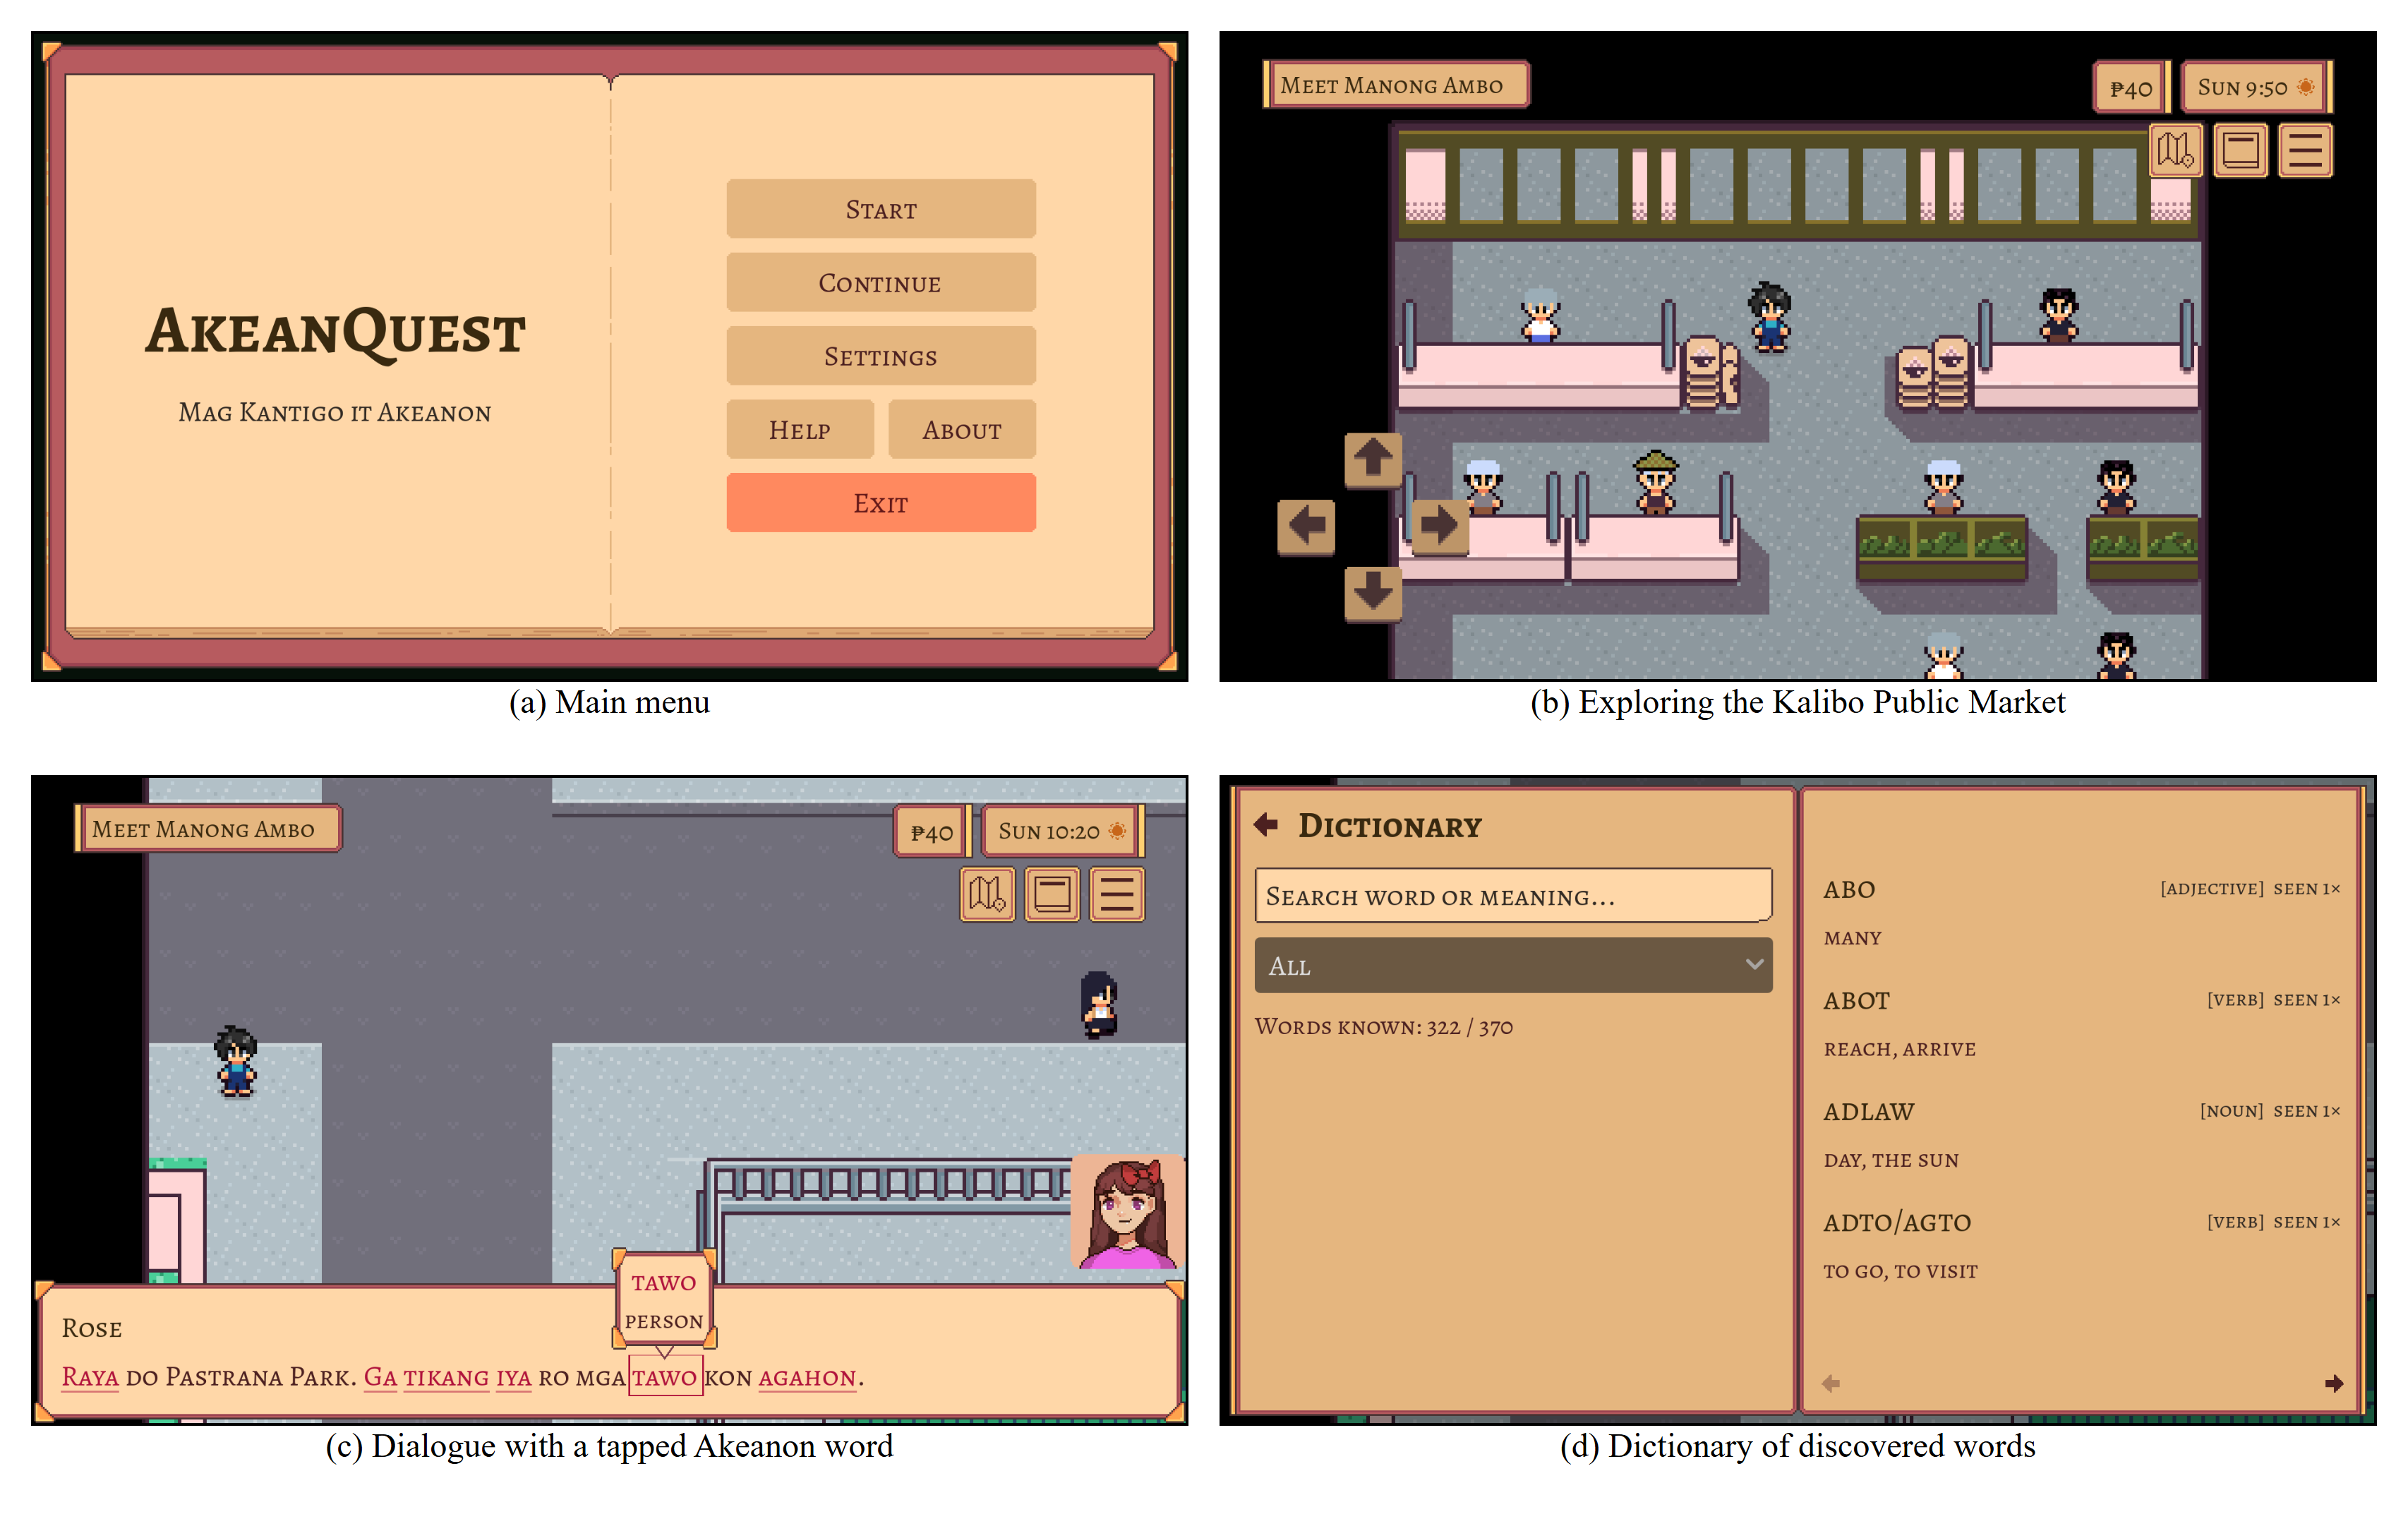 AkeanQuest
Mag Kantigo it Akeanon
Start
Continue
Settings
Help
About
Exit
(a) Main menu
Meet Manong Ambo
₱40
Sun 9:50
(b) Exploring the Kalibo Public Market
Meet Manong Ambo
₱40
Sun 10:20
tawo
person
Rose
Raya do Pastrana Park. Ga tikang iya ro mga tawo kon agahon.
(c) Dialogue with a tapped Akeanon word
Dictionary
Search word or meaning...
All
Words known: 322 / 370
abo [adjective] seen 1×
many
abot [verb] seen 1×
reach, arrive
adlaw [noun] seen 1×
day, the sun
adto/agto [verb] seen 1×
to go, to visit
(d) Dictionary of discovered words